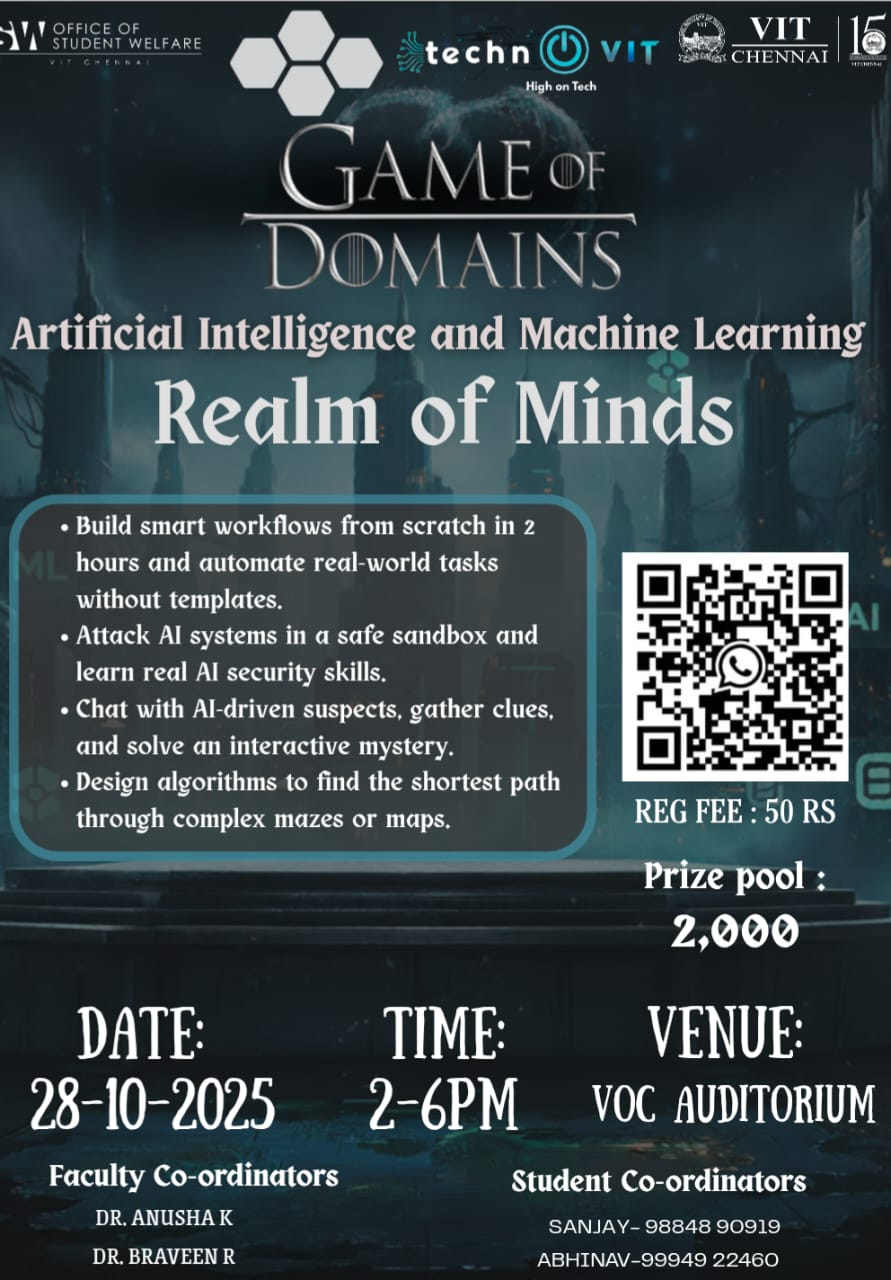 SW OFFICE OF
STUDENT WELFARE
VIT CHENNAI
techn VIT
High on Tech
VIT
CHENNAI
15
VIT CHENNAI
GAME OF
DOMAINS
Artificial Intelligence and Machine Learning
Realm of Minds
• Build smart workflows from scratch in 2
hours and automate real-world tasks
without templates.
• Attack AI systems in a safe sandbox and
learn real AI security skills.
• Chat with AI-driven suspects, gather clues,
and solve an interactive mystery.
• Design algorithms to find the shortest path
through complex mazes or maps.
ML
AI
REG FEE : 50 RS
Prize pool :
2,000
DATE:
28-10-2025
TIME:
2-6PM
VENUE:
VOC AUDITORIUM
Faculty Co-ordinators
DR. ANUSHA K
DR. BRAVEEN R
Student Co-ordinators
SANJAY- 98848 90919
ABHINAV-99949 22460